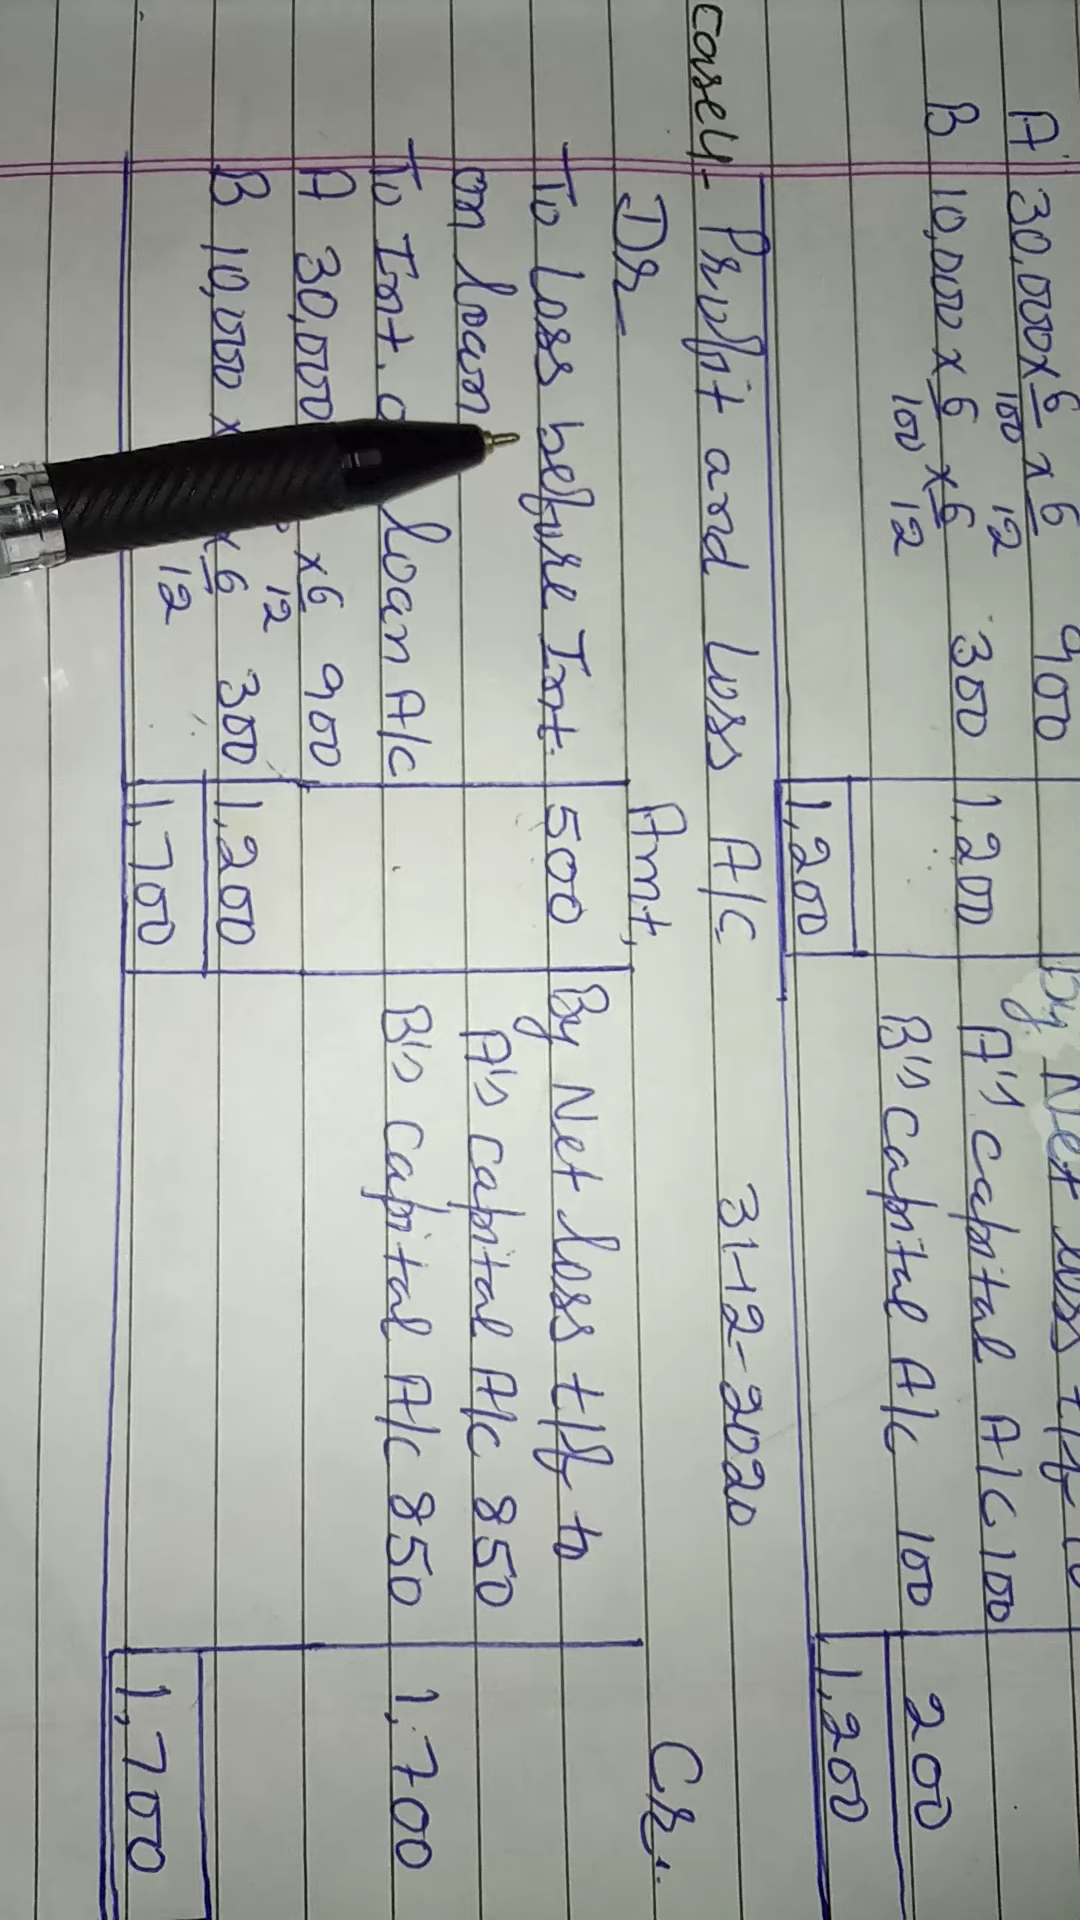 A 30,000 x 6/100 x 6/12 900
By Net loss t/f to
B 10,000 x 6/100 x 6/12 300 1,200 A's capital A/C 100
B's capital A/C 100 200
1,200 1,200
Case4- Profit and Loss A/C 31-12-2020
Dr Amt. Cr.
To Loss before Int. 500 By Net loss t/f to
on loan A's capital A/c 850
To Int. loan A/c B's capital A/c 850 1,700
A 30,000 x 6/12 900
B 10,000 x x 6/12 300 1,200
1,700 1,700